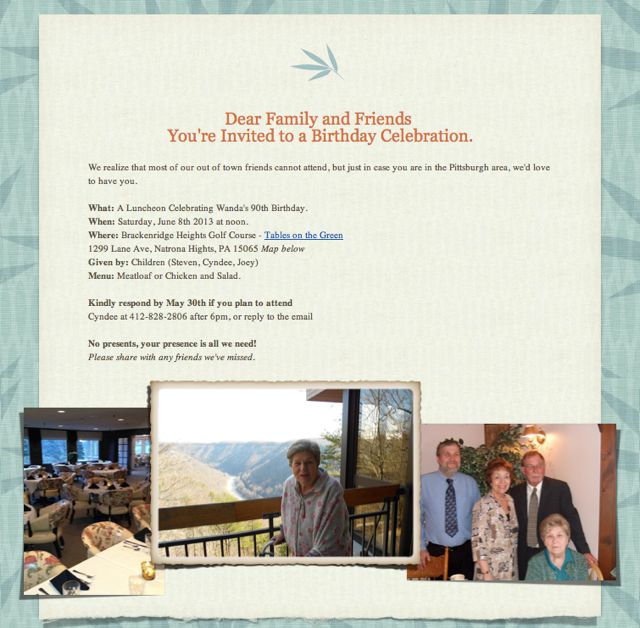 Dear Family and Friends
You're Invited to a Birthday Celebration.
We realize that most of our out of town friends cannot attend, but just in case you are in the Pittsburgh area, we'd love
to have you.
What: A Luncheon Celebrating Wanda's 90th Birthday.
When: Saturday, June 8th 2013 at noon.
Where: Brackenridge Heights Golf Course - Tables on the Green
1299 Lane Ave, Natrona Hights, PA 15065 Map below
Given by: Children (Steven, Cyndee, Joey)
Menu: Meatloaf or Chicken and Salad.
Kindly respond by May 30th if you plan to attend
Cyndee at 412-828-2806 after 6pm, or reply to the email
No presents, your presence is all we need!
Please share with any friends we've missed.